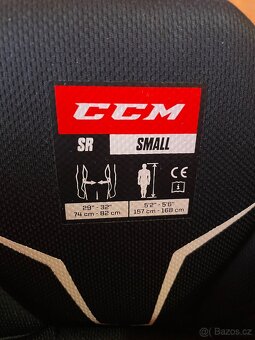 CCM
SR SMALL
CE
i
29" - 32" 5'2" - 5'6"
74 cm - 82 cm 157 cm - 168 cm
bazos.cz